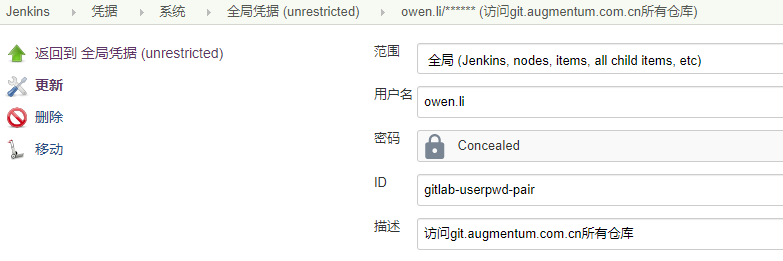 Jenkins 凭据 系统 全局凭据 (unrestricted) owen.li/****** (访问git.augmentum.com.cn所有仓库)
返回到 全局凭据 (unrestricted)
更新
删除
移动
范围 全局 (Jenkins, nodes, items, all child items, etc)
用户名 owen.li
密码 Concealed
ID gitlab-userpwd-pair
描述 访问git.augmentum.com.cn所有仓库